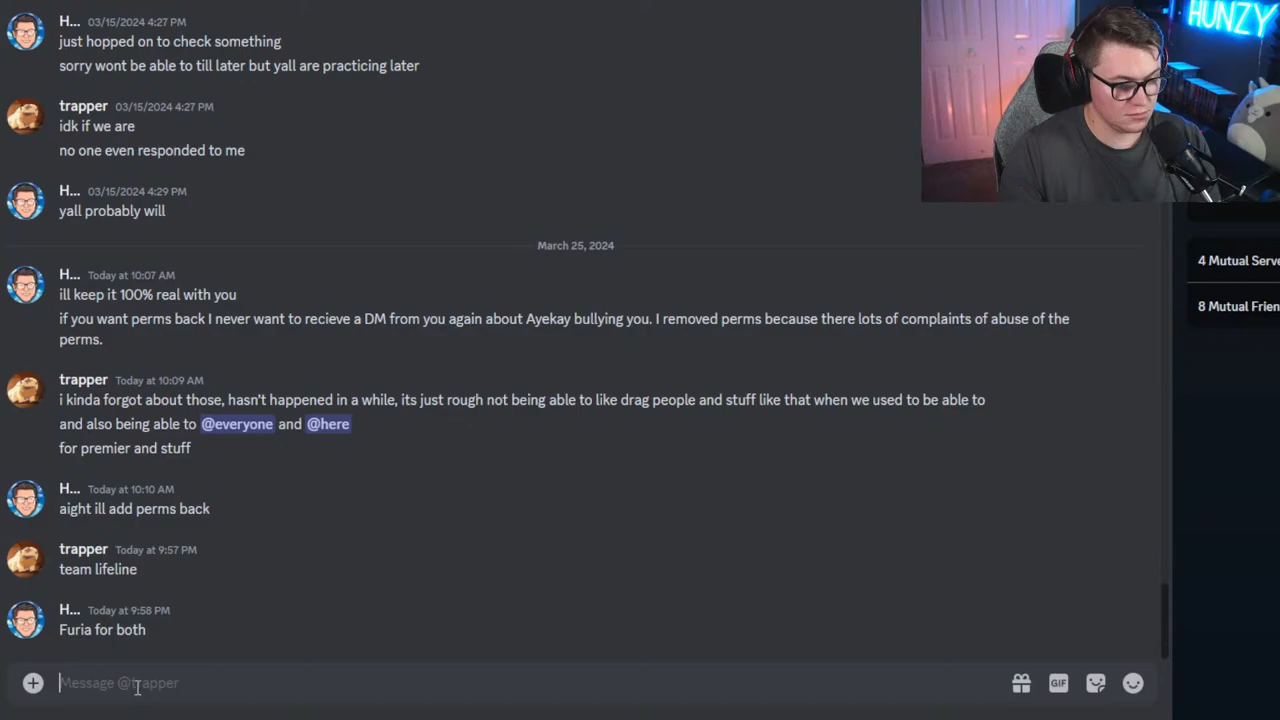 HUNZY
H... 03/15/2024 4:27 PM
just hopped on to check something
sorry wont be able to till later but yall are practicing later
trapper 03/15/2024 4:27 PM
idk if we are
no one even responded to me
H... 03/15/2024 4:29 PM
yall probably will
March 25, 2024
H... Today at 10:07 AM
ill keep it 100% real with you
if you want perms back I never want to recieve a DM from you again about Ayekay bullying you. I removed perms because there lots of complaints of abuse of the
perms.
4 Mutual Serve
8 Mutual Frien
trapper Today at 10:09 AM
i kinda forgot about those, hasn't happened in a while, its just rough not being able to like drag people and stuff like that when we used to be able to
and also being able to @everyone and @here
for premier and stuff
H... Today at 10:10 AM
aight ill add perms back
trapper Today at 9:57 PM
team lifeline
H... Today at 9:58 PM
Furia for both
Message @trapper
GIF